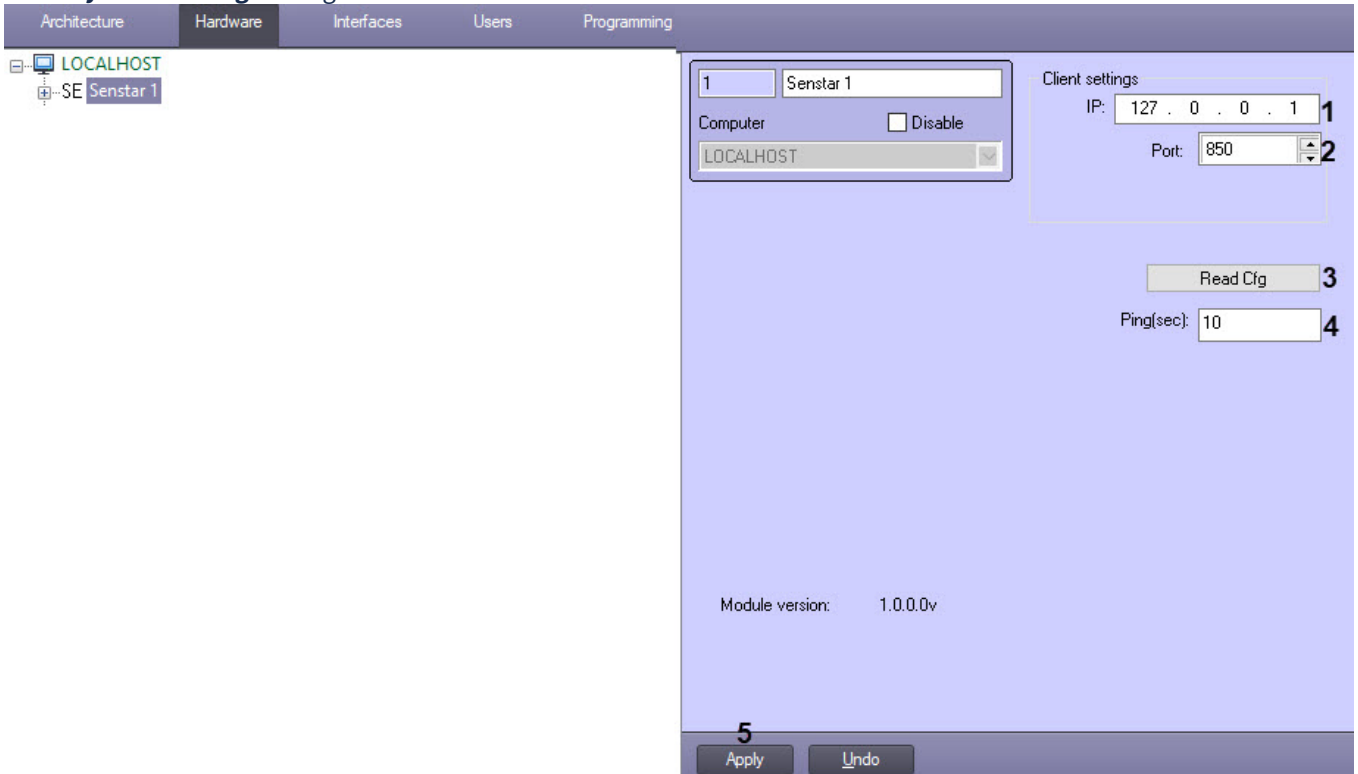 Architecture Hardware Interfaces Users Programming
LOCALHOST
SE Senstar 1
1 Senstar 1
Computer Disable
LOCALHOST
Client settings
IP: 127 . 0 . 0 . 1 1
Port: 850 2
Read Cfg 3
Ping(sec): 10 4
Module version: 1.0.0.0v
5
Apply Undo